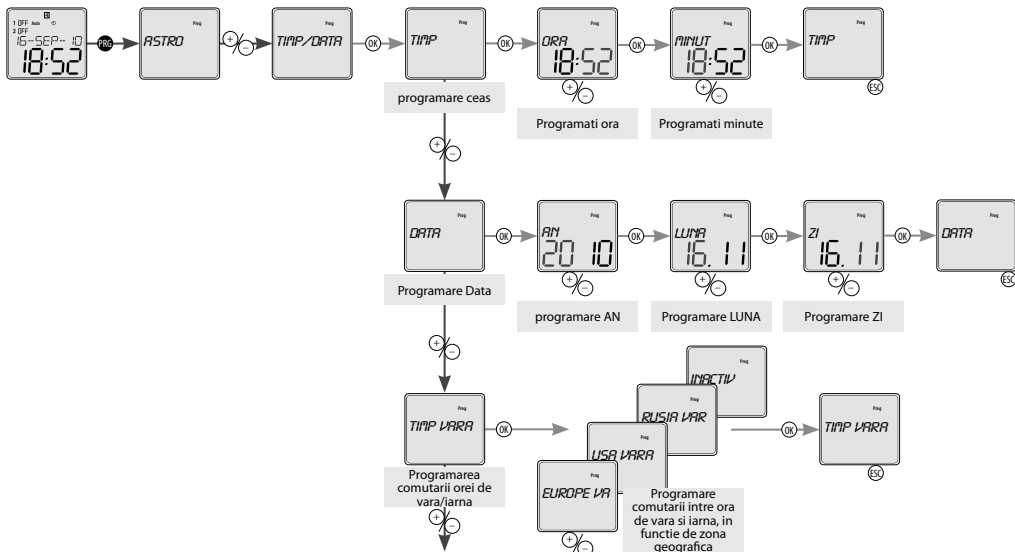 1 OFF Auto
2 OFF
16-SEP-10
18:52
PRG
Prog
ASTRO
+/-
Prog
TIMP/DATA
OK
Prog
TIMP
OK
Prog
ORA
18:52
+/-
OK
Prog
MINUT
18:52
+/-
OK
Prog
TIMP
ESC
programare ceas
Programati ora
Programati minute
+/-
Prog
DATA
OK
Prog
AN
20 10
+/-
OK
Prog
LUNA
16. 11
+/-
OK
Prog
ZI
16. 11
+/-
OK
Prog
DATA
ESC
Programare Data
programare AN
Programare LUNA
Programare ZI
+/-
Prog
TIMP VARA
OK
Prog
INACTIV
Prog
RUSIA VAR
Prog
USA VARA
Prog
EUROPE VA
+/-
OK
Prog
TIMP VARA
ESC
Programarea
comutarii orei de
vara/iarna
+/-
Programare
comutarii intre ora
de vara si iarna, in
functie de zona
geografica